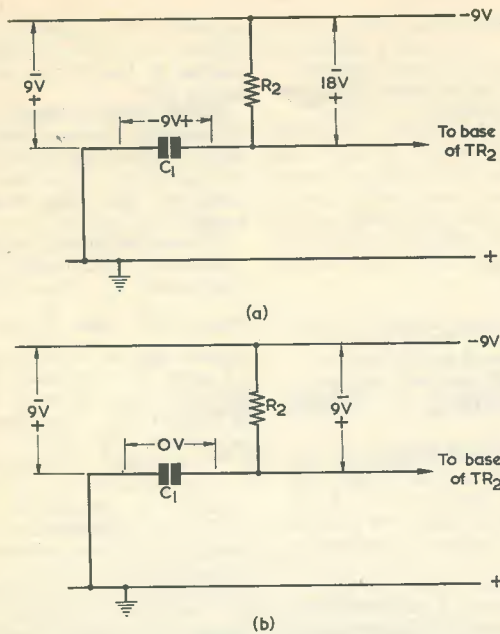 -9V
-
9V
+
R2
-
18V
+
-9V+
To base
of TR2
C1
+
(a)
-9V
-
9V
+
R2
-
9V
+
0V
To base
of TR2
C1
+
(b)